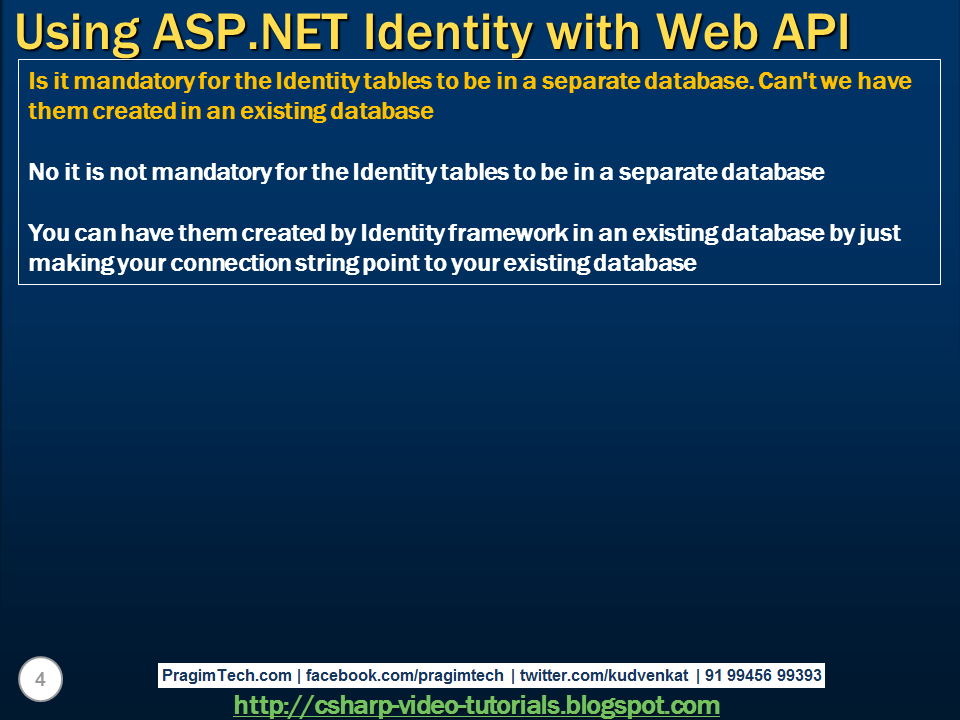 Using ASP.NET Identity with Web API
Is it mandatory for the Identity tables to be in a separate database. Can't we have
them created in an existing database
No it is not mandatory for the Identity tables to be in a separate database
You can have them created by Identity framework in an existing database by just
making your connection string point to your existing database
4
PragimTech.com | facebook.com/pragimtech | twitter.com/kudvenkat | 91 99456 99393
http://csharp-video-tutorials.blogspot.com